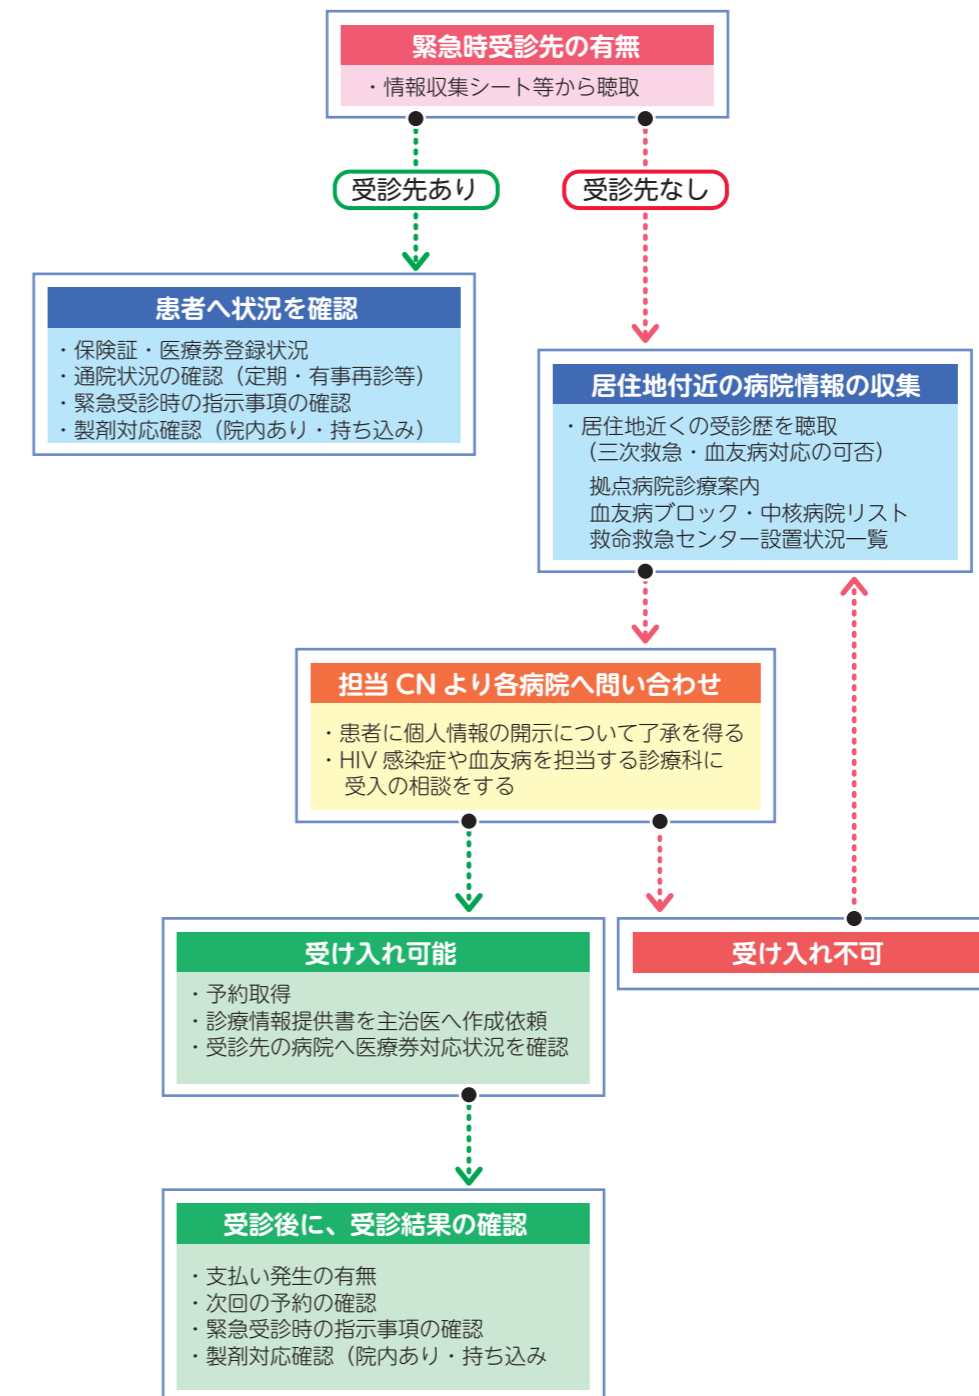 緊急時受診先の有無
・情報収集シート等から聴取
受診先あり
受診先なし
患者へ状況を確認
・保険証・医療券登録状況
・通院状況の確認（定期・有事再診等）
・緊急受診時の指示事項の確認
・製剤対応確認（院内あり・持ち込み）
居住地付近の病院情報の収集
・居住地近くの受診歴を聴取
（三次救急・血友病対応の可否）
拠点病院診療案内
血友病ブロック・中核病院リスト
救命救急センター設置状況一覧
担当 CN より各病院へ問い合わせ
・患者に個人情報の開示について了承を得る
・HIV 感染症や血友病を担当する診療科に
受入の相談をする
受け入れ可能
・予約取得
・診療情報提供書を主治医へ作成依頼
・受診先の病院へ医療券対応状況を確認
受け入れ不可
受診後に、受診結果の確認
・支払い発生の有無
・次回の予約の確認
・緊急受診時の指示事項の確認
・製剤対応確認（院内あり・持ち込み